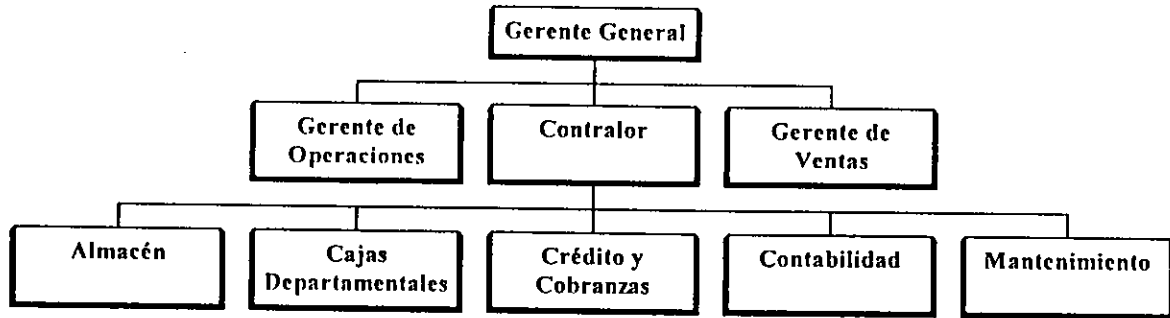 Gerente General
Gerente de
Operaciones
Contralor
Gerente de
Ventas
Almacén
Cajas
Departamentales
Crédito y
Cobranzas
Contabilidad
Mantenimiento